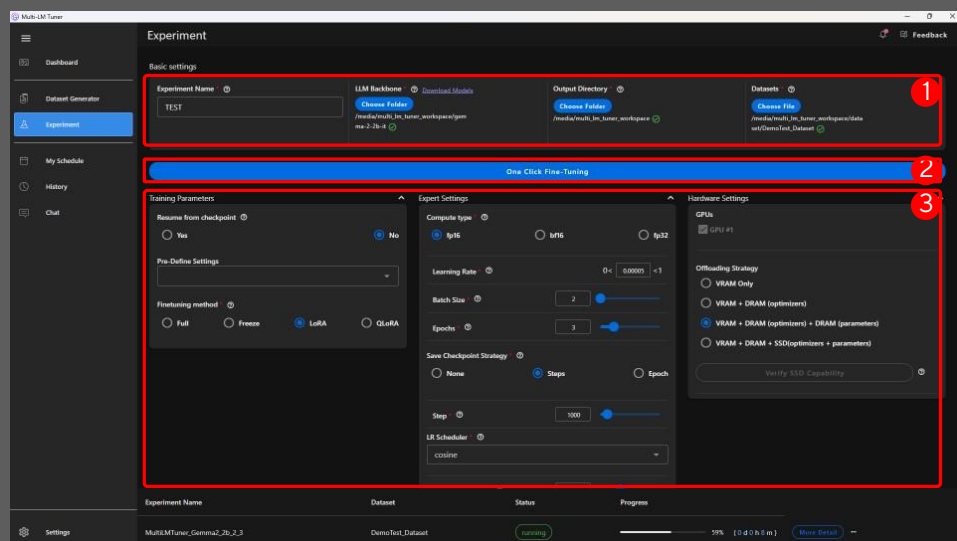 Multi-LM Tuner
Experiment
Feedback
Dashboard
Dataset Generator
Experiment
My Schedule
History
Chat
Settings
Basic settings
1
Experiment Name *
TEST
LLM Backbone * Download Models
Choose Folder
/media/multi_lm_tuner_workspace/gem
ma-2-2b-it
Output Directory *
Choose Folder
/media/multi_lm_tuner_workspace
Datasets *
Choose File
/media/multi_lm_tuner_workspace/data
set/DemoTest_Dataset
One Click Fine-Tuning
2
3
Training Parameters
Resume from checkpoint
Yes
No
Pre-Define Settings
Finetuning method *
Full
Freeze
LoRA
QLoRA
Expert Settings
Compute type *
fp16
bf16
fp32
Learning Rate * 0< 0.00005 <1
Batch Size * 2
Epochs * 3
Save Checkpoint Strategy *
None
Steps
Epoch
Step * 1000
LR Scheduler *
cosine
Hardware Settings
GPUs
GPU #1
Offloading Strategy
VRAM Only
VRAM + DRAM (optimizers)
VRAM + DRAM (optimizers) + DRAM (parameters)
VRAM + DRAM + SSD(optimizers + parameters)
Verify SSD Capability
Experiment Name Dataset Status Progress
MultiLMTuner_Gemma2_2b_2_3 DemoTest_Dataset running 59% (0 d 0 h 8 m) More Detail